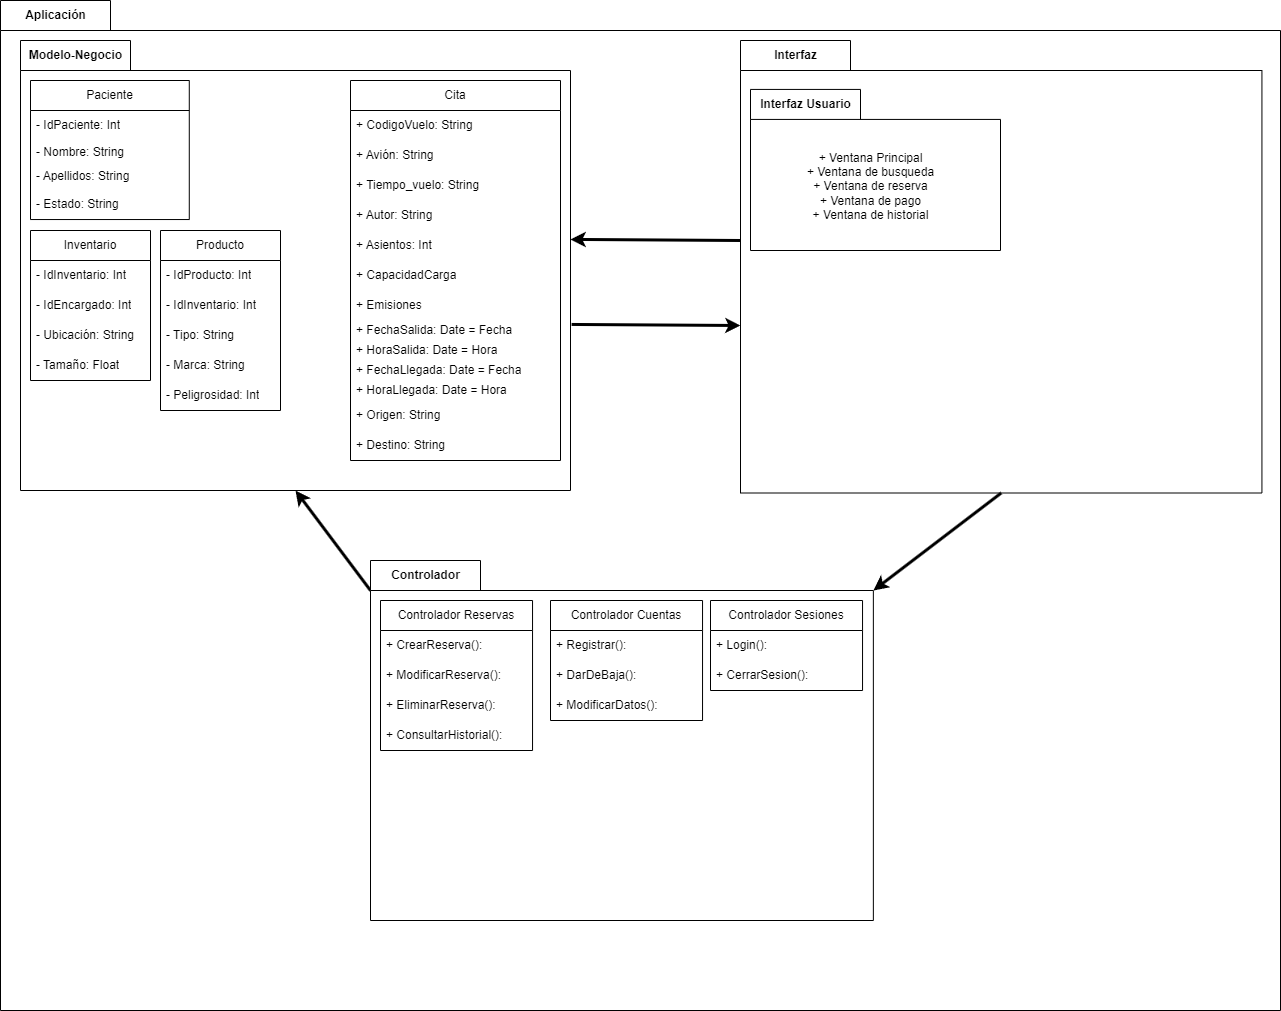 Aplicación
Modelo-Negocio
Paciente
- IdPaciente: Int
- Nombre: String
- Apellidos: String
- Estado: String
Inventario
- IdInventario: Int
- IdEncargado: Int
- Ubicación: String
- Tamaño: Float
Producto
- IdProducto: Int
- IdInventario: Int
- Tipo: String
- Marca: String
- Peligrosidad: Int
Cita
+ CodigoVuelo: String
+ Avión: String
+ Tiempo_vuelo: String
+ Autor: String
+ Asientos: Int
+ CapacidadCarga
+ Emisiones
+ FechaSalida: Date = Fecha
+ HoraSalida: Date = Hora
+ FechaLlegada: Date = Fecha
+ HoraLlegada: Date = Hora
+ Origen: String
+ Destino: String
Interfaz
Interfaz Usuario
+ Ventana Principal
+ Ventana de busqueda
+ Ventana de reserva
+ Ventana de pago
+ Ventana de historial
Controlador
Controlador Reservas
+ CrearReserva():
+ ModificarReserva():
+ EliminarReserva():
+ ConsultarHistorial():
Controlador Cuentas
+ Registrar():
+ DarDeBaja():
+ ModificarDatos():
Controlador Sesiones
+ Login():
+ CerrarSesion():